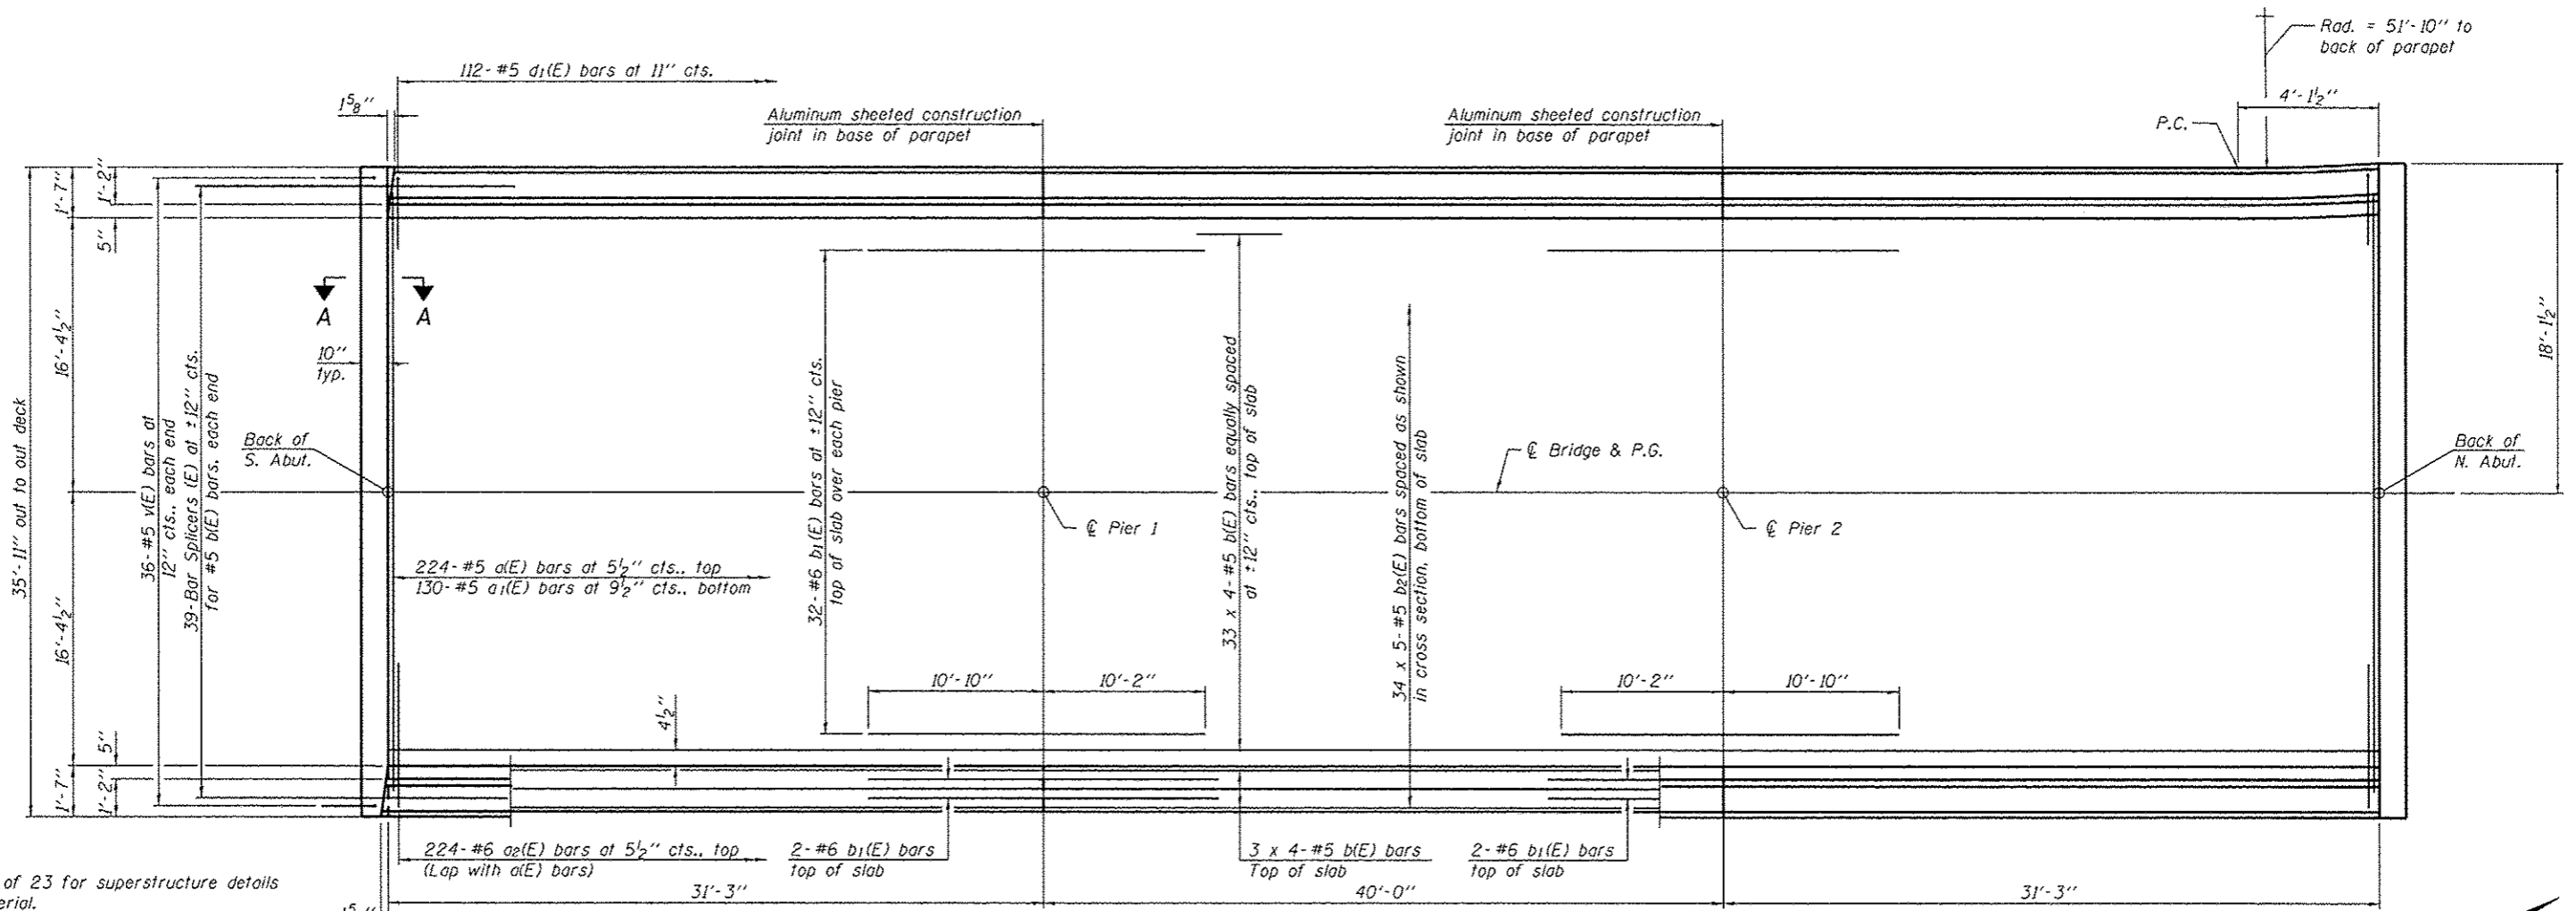 Rad. = 51'-10" to
back of parapet
112-#5 d1(E) bars at 11" cts.
4'-1½"
1⅝"
Aluminum sheeted construction
joint in base of parapet
Aluminum sheeted construction
joint in base of parapet
P.C.
1'-7"
1'-2"
5"
A A
10"
typ.
16'-4½"
18'-1½"
35'-11" out to out deck
36-#5 v(E) bars at
12" cts., each end
39-Bar Splicers (E) at ±12" cts.
for #5 b(E) bars, each end
Back of
S. Abut.
32-#6 b1(E) bars at ±12" cts.
top of slab over each pier
33 x 4-#5 b(E) bars equally spaced
at ±12" cts., top of slab
34 x 5-#5 b2(E) bars spaced as shown
in cross section, bottom of slab
℄ Bridge & P.G.
Back of
N. Abut.
℄ Pier 1
℄ Pier 2
224-#5 a(E) bars at 5½" cts., top
130-#5 a1(E) bars at 9½" cts., bottom
16'-4½"
10'-10"
10'-2"
10'-2"
10'-10"
4½"
5"
1'-7"
1'-2"
224-#6 a2(E) bars at 5½" cts., top
(Lap with a(E) bars)
2-#6 b1(E) bars
top of slab
3 x 4-#5 b(E) bars
Top of slab
2-#6 b1(E) bars
top of slab
of 23 for superstructure details
erial.
31'-3"
40'-0"
31'-3"
1⅝"